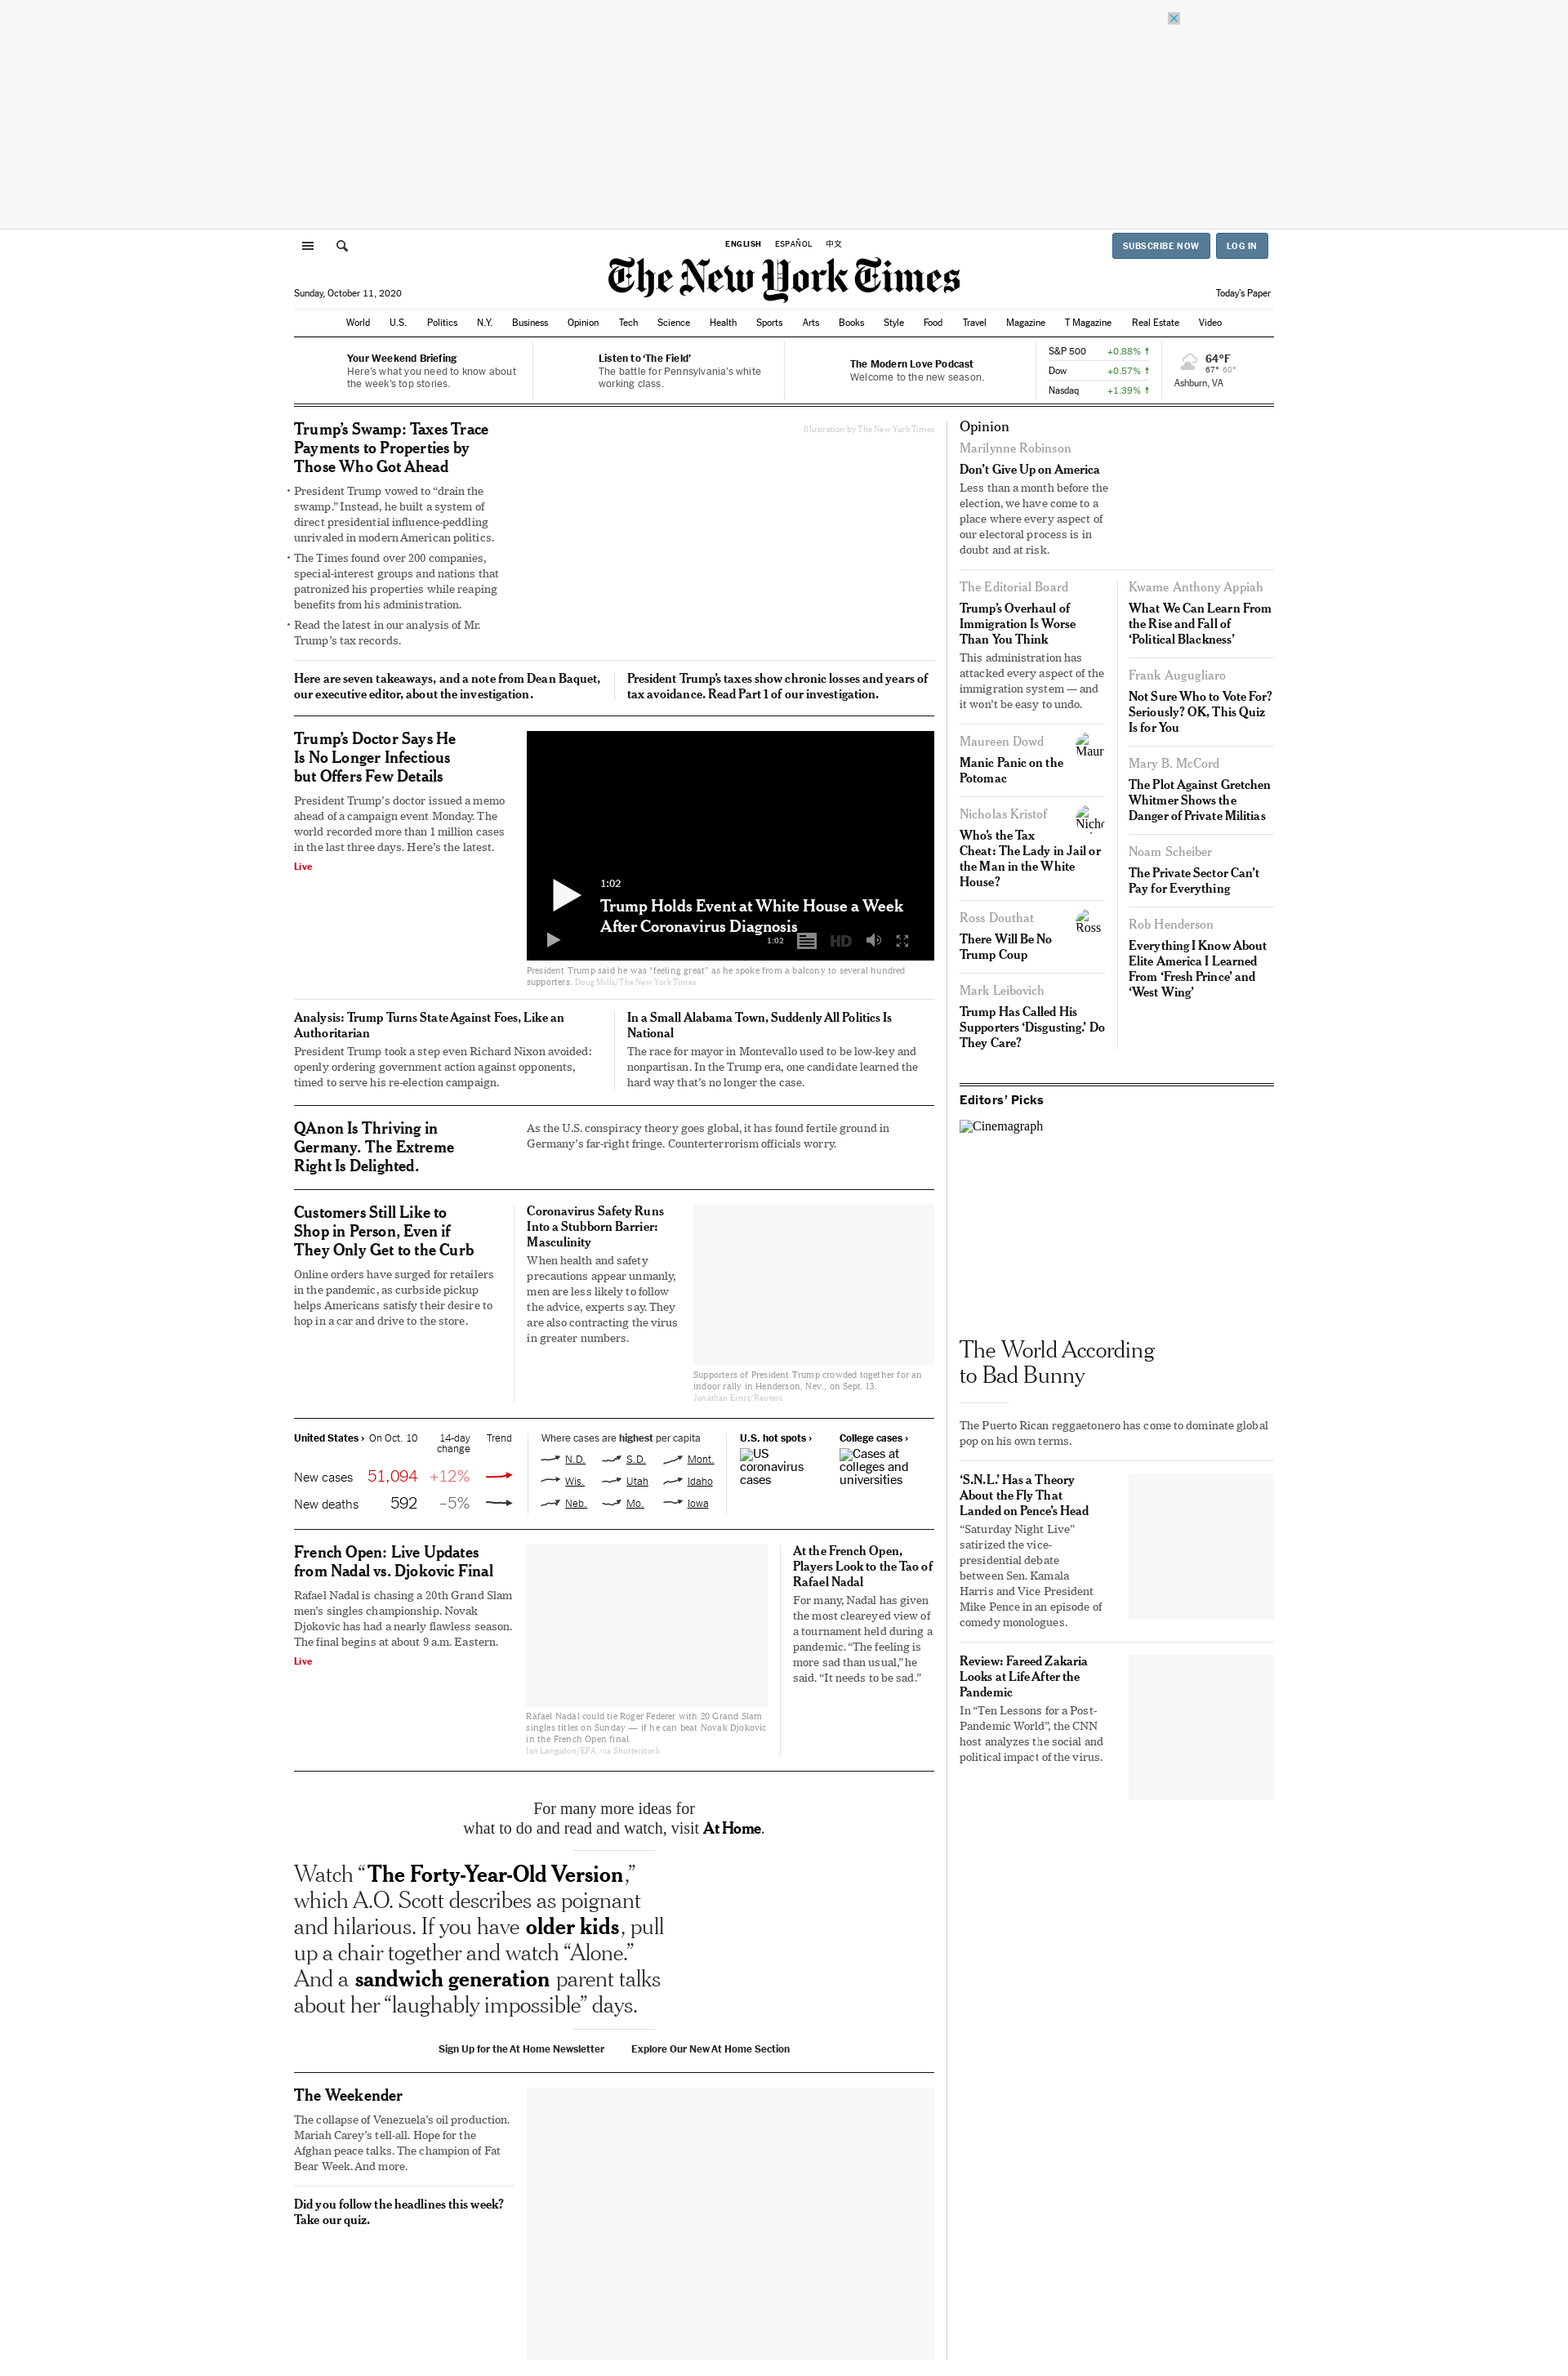 ENGLISH ESPAÑOL 中文
SUBSCRIBE NOW
LOG IN
The New York Times
Sunday, October 11, 2020
Today's Paper
World U.S. Politics N.Y. Business Opinion Tech Science Health Sports Arts Books Style Food Travel Magazine T Magazine Real Estate Video
Your Weekend Briefing
Here's what you need to know about
the week's top stories.
Listen to 'The Field'
The battle for Pennsylvania's white
working class.
The Modern Love Podcast
Welcome to the new season.
S&P 500 +0.88% ↑
Dow +0.57% ↑
Nasdaq +1.39% ↑
64°F
67° 60°
Ashburn, VA
Trump's Swamp: Taxes Trace
Payments to Properties by
Those Who Got Ahead
• President Trump vowed to “drain the
swamp.” Instead, he built a system of
direct presidential influence-peddling
unrivaled in modern American politics.
• The Times found over 200 companies,
special-interest groups and nations that
patronized his properties while reaping
benefits from his administration.
• Read the latest in our analysis of Mr.
Trump's tax records.
Illustration by The New York Times
Here are seven takeaways, and a note from Dean Baquet,
our executive editor, about the investigation.
President Trump's taxes show chronic losses and years of
tax avoidance. Read Part 1 of our investigation.
Trump's Doctor Says He
Is No Longer Infectious
but Offers Few Details
President Trump's doctor issued a memo
ahead of a campaign event Monday. The
world recorded more than 1 million cases
in the last three days. Here's the latest.
Live
1:02
Trump Holds Event at White House a Week
After Coronavirus Diagnosis
1:02 HD
President Trump said he was “feeling great” as he spoke from a balcony to several hundred
supporters. Doug Mills/The New York Times
Analysis: Trump Turns State Against Foes, Like an
Authoritarian
President Trump took a step even Richard Nixon avoided:
openly ordering government action against opponents,
timed to serve his re-election campaign.
In a Small Alabama Town, Suddenly All Politics Is
National
The race for mayor in Montevallo used to be low-key and
nonpartisan. In the Trump era, one candidate learned the
hard way that's no longer the case.
QAnon Is Thriving in
Germany. The Extreme
Right Is Delighted.
As the U.S. conspiracy theory goes global, it has found fertile ground in
Germany's far-right fringe. Counterterrorism officials worry.
Customers Still Like to
Shop in Person, Even if
They Only Get to the Curb
Online orders have surged for retailers
in the pandemic, as curbside pickup
helps Americans satisfy their desire to
hop in a car and drive to the store.
Coronavirus Safety Runs
Into a Stubborn Barrier:
Masculinity
When health and safety
precautions appear unmanly,
men are less likely to follow
the advice, experts say. They
are also contracting the virus
in greater numbers.
Supporters of President Trump crowded together for an
indoor rally in Henderson, Nev., on Sept. 13.
Jonathan Ernst/Reuters
United States › On Oct. 10 14-day
change Trend
New cases 51,094 +12%
New deaths 592 –5%
Where cases are highest per capita
N.D. S.D. Mont.
Wis. Utah Idaho
Neb. Mo. Iowa
U.S. hot spots ›
US
coronavirus
cases
College cases ›
Cases at
colleges and
universities
French Open: Live Updates
from Nadal vs. Djokovic Final
Rafael Nadal is chasing a 20th Grand Slam
men's singles championship. Novak
Djokovic has had a nearly flawless season.
The final begins at about 9 a.m. Eastern.
Live
Rafael Nadal could tie Roger Federer with 20 Grand Slam
singles titles on Sunday — if he can beat Novak Djokovic
in the French Open final.
Ian Langsdon/EPA, via Shutterstock
At the French Open,
Players Look to the Tao of
Rafael Nadal
For many, Nadal has given
the most cleareyed view of
a tournament held during a
pandemic. “The feeling is
more sad than usual,” he
said. “It needs to be sad.”
For many more ideas for
what to do and read and watch, visit At Home.
Watch “The Forty-Year-Old Version,”
which A.O. Scott describes as poignant
and hilarious. If you have older kids, pull
up a chair together and watch “Alone.”
And a sandwich generation parent talks
about her “laughably impossible” days.
Sign Up for the At Home Newsletter
Explore Our New At Home Section
The Weekender
The collapse of Venezuela's oil production.
Mariah Carey's tell-all. Hope for the
Afghan peace talks. The champion of Fat
Bear Week. And more.
Did you follow the headlines this week?
Take our quiz.
Opinion
Marilynne Robinson
Don't Give Up on America
Less than a month before the
election, we have come to a
place where every aspect of
our electoral process is in
doubt and at risk.
The Editorial Board
Trump's Overhaul of
Immigration Is Worse
Than You Think
This administration has
attacked every aspect of the
immigration system — and
it won't be easy to undo.
Maureen Dowd
Maur
Manic Panic on the
Potomac
Nicholas Kristof
Nicho
Who's the Tax
Cheat: The Lady in Jail or
the Man in the White
House?
Ross Douthat
Ross
There Will Be No
Trump Coup
Mark Leibovich
Trump Has Called His
Supporters ‘Disgusting.’ Do
They Care?
Kwame Anthony Appiah
What We Can Learn From
the Rise and Fall of
‘Political Blackness’
Frank Augugliaro
Not Sure Who to Vote For?
Seriously? OK, This Quiz
Is for You
Mary B. McCord
The Plot Against Gretchen
Whitmer Shows the
Danger of Private Militias
Noam Scheiber
The Private Sector Can't
Pay for Everything
Rob Henderson
Everything I Know About
Elite America I Learned
From ‘Fresh Prince’ and
‘West Wing’
Editors’ Picks
Cinemagraph
The World According
to Bad Bunny
The Puerto Rican reggaetonero has come to dominate global
pop on his own terms.
‘S.N.L.’ Has a Theory
About the Fly That
Landed on Pence's Head
“Saturday Night Live”
satirized the vice-
presidential debate
between Sen. Kamala
Harris and Vice President
Mike Pence in an episode of
comedy monologues.
Review: Fareed Zakaria
Looks at Life After the
Pandemic
In “Ten Lessons for a Post-
Pandemic World”, the CNN
host analyzes the social and
political impact of the virus.